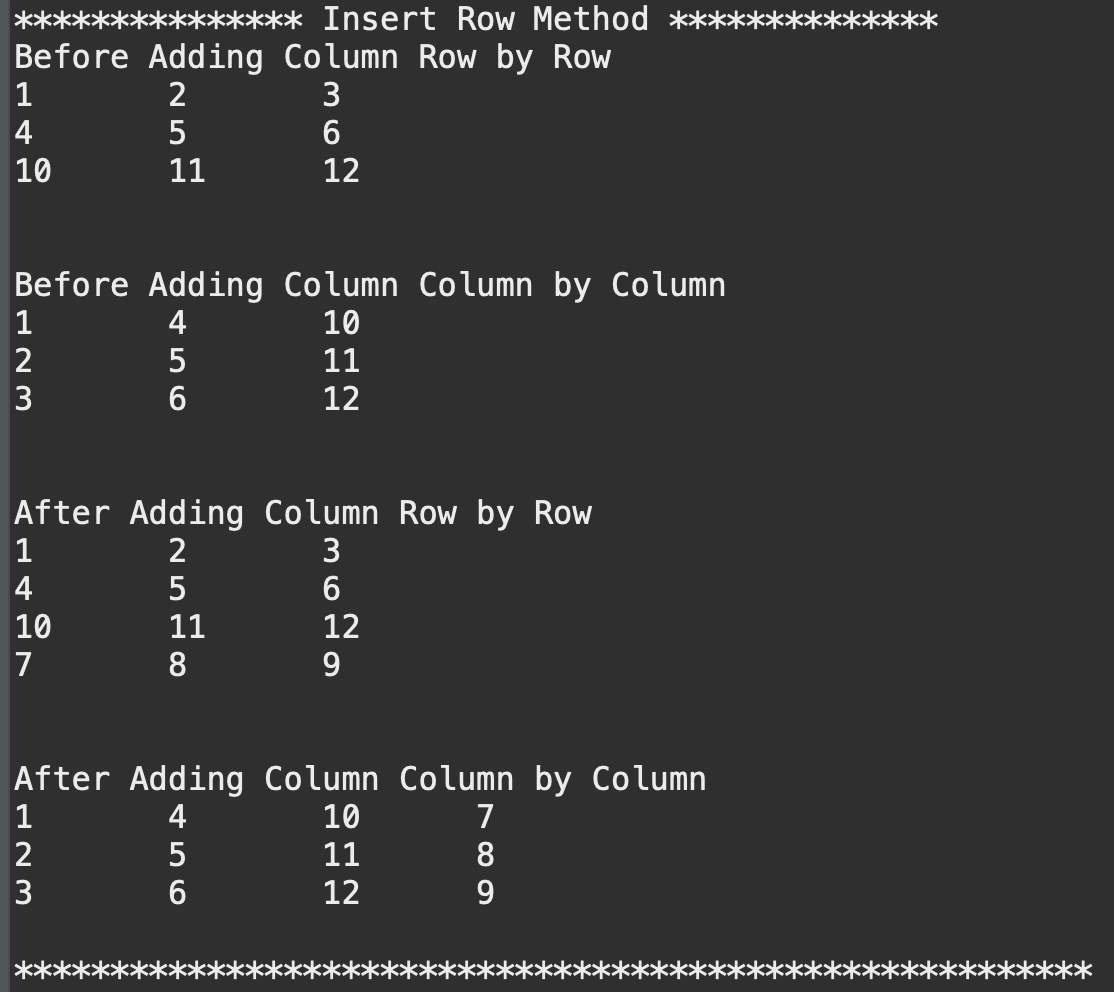 *************** Insert Row Method **************
Before Adding Column Row by Row
1 2 3
4 5 6
10 11 12
Before Adding Column Column by Column
1 4 10
2 5 11
3 6 12
After Adding Column Row by Row
1 2 3
4 5 6
10 11 12
7 8 9
After Adding Column Column by Column
1 4 10 7
2 5 11 8
3 6 12 9
********************************************************